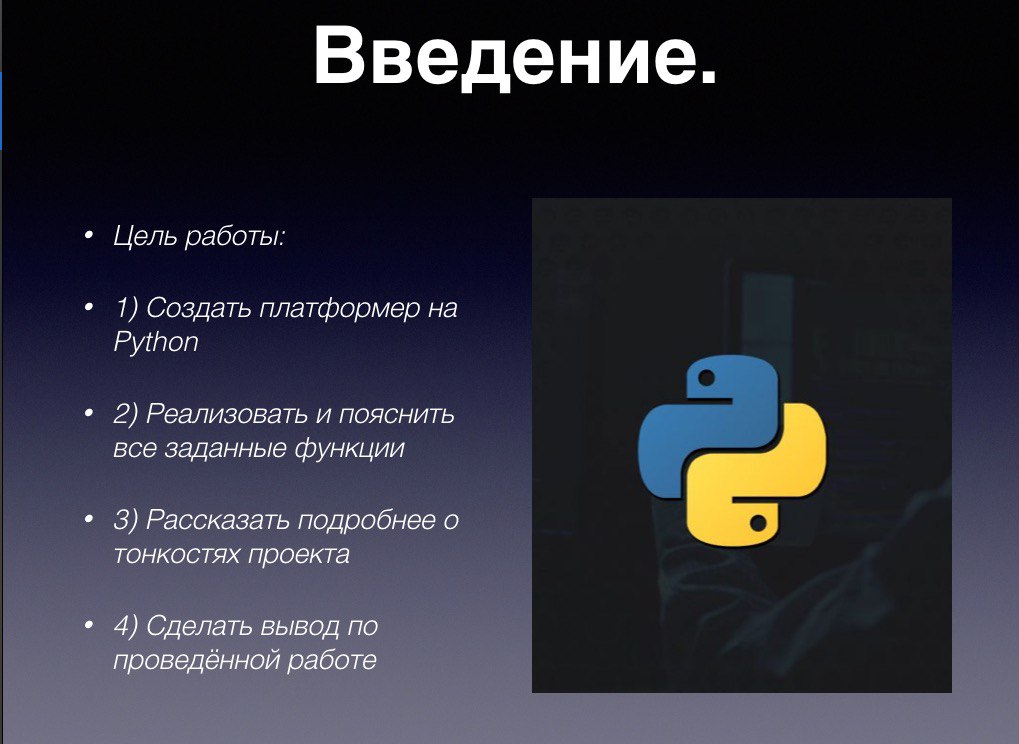 Введение.
• Цель работы:
• 1) Создать платформер на
Python
• 2) Реализовать и пояснить
все заданные функции
• 3) Рассказать подробнее о
тонкостях проекта
• 4) Сделать вывод по
проведённой работе